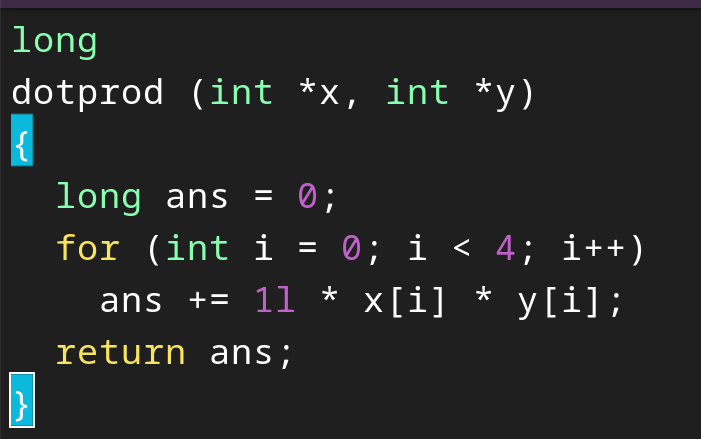 long
dotprod (int *x, int *y)
{
  long ans = 0;
  for (int i = 0; i < 4; i++)
    ans += 1l * x[i] * y[i];
  return ans;
}